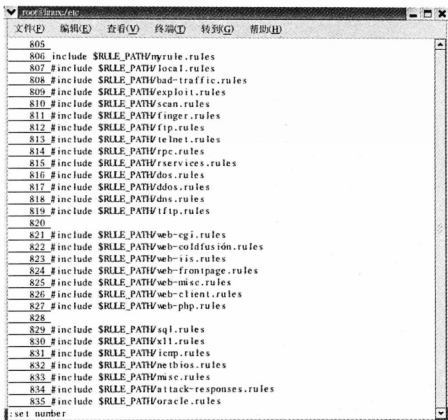 root@linux:/etc
文件(F) 编辑(E) 查看(V) 终端(T) 转到(G) 帮助(H)
805
806 include $RULE_PATH/myrule.rules
807 #include $RULE_PATH/local.rules
808 #include $RULE_PATH/bad-traffic.rules
809 #include $RULE_PATH/exploit.rules
810 #include $RULE_PATH/scan.rules
811 #include $RULE_PATH/finger.rules
812 #include $RULE_PATH/ftp.rules
813 #include $RULE_PATH/telnet.rules
814 #include $RULE_PATH/rpc.rules
815 #include $RULE_PATH/rservices.rules
816 #include $RULE_PATH/dos.rules
817 #include $RULE_PATH/ddos.rules
818 #include $RULE_PATH/dns.rules
819 #include $RULE_PATH/tftp.rules
820
821 #include $RULE_PATH/web-cgi.rules
822 #include $RULE_PATH/web-coldfusion.rules
823 #include $RULE_PATH/web-iis.rules
824 #include $RULE_PATH/web-frontpage.rules
825 #include $RULE_PATH/web-misc.rules
826 #include $RULE_PATH/web-client.rules
827 #include $RULE_PATH/web-php.rules
828
829 #include $RULE_PATH/sql.rules
830 #include $RULE_PATH/x11.rules
831 #include $RULE_PATH/icmp.rules
832 #include $RULE_PATH/netbios.rules
833 #include $RULE_PATH/misc.rules
834 #include $RULE_PATH/attack-responses.rules
835 #include $RULE_PATH/oracle.rules
:set number